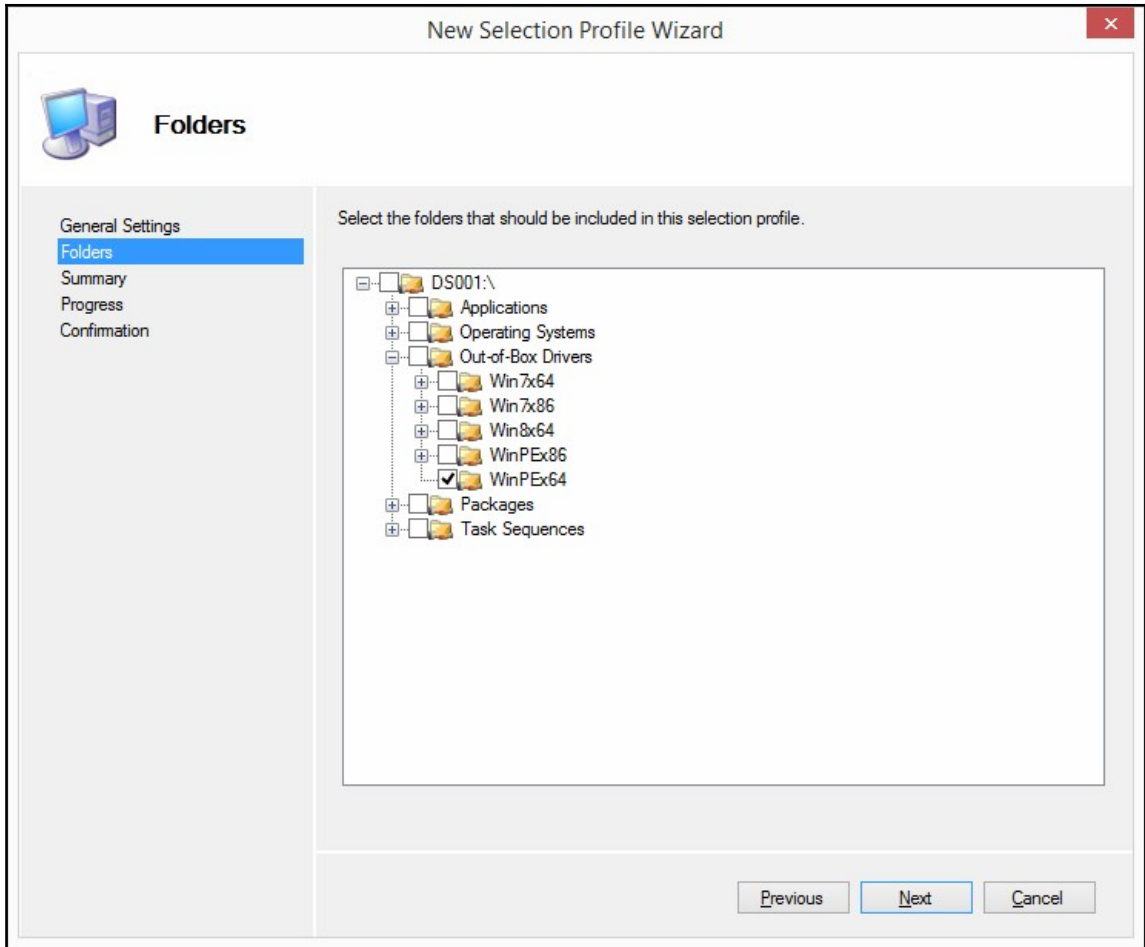 New Selection Profile Wizard
Folders
General Settings
Folders
Summary
Progress
Confirmation
Select the folders that should be included in this selection profile.
DS001:\
Applications
Operating Systems
Out-of-Box Drivers
Win7x64
Win7x86
Win8x64
WinPEx86
WinPEx64
Packages
Task Sequences
Previous
Next
Cancel